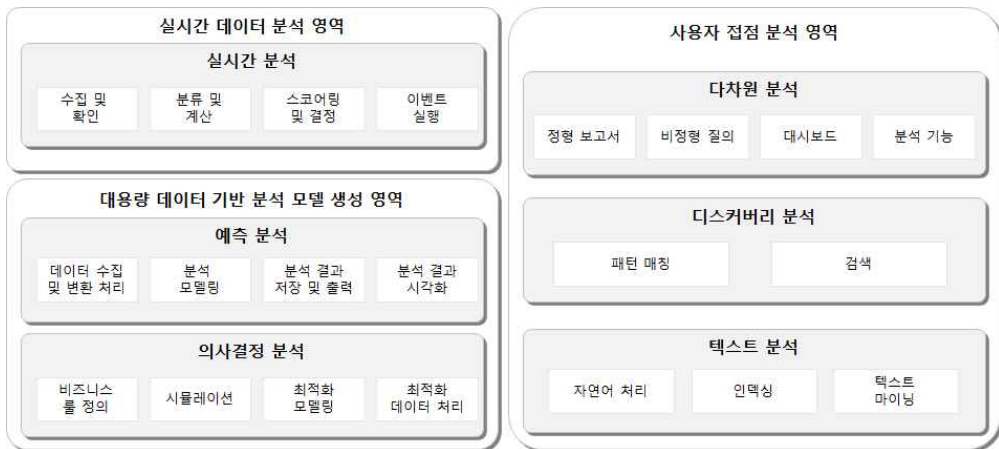 실시간 데이터 분석 영역
실시간 분석
수집 및
확인
분류 및
계산
스코어링
및 결정
이벤트
실행
대용량 데이터 기반 분석 모델 생성 영역
예측 분석
데이터 수집
및 변환 처리
분석
모델링
분석 결과
저장 및 출력
분석 결과
시각화
의사결정 분석
비즈니스
룰 정의
시뮬레이션
최적화
모델링
최적화
데이터 처리
사용자 접점 분석 영역
다차원 분석
정형 보고서
비정형 질의
대시보드
분석 기능
디스커버리 분석
패턴 매칭
검색
텍스트 분석
자연어 처리
인덱싱
텍스트
마이닝